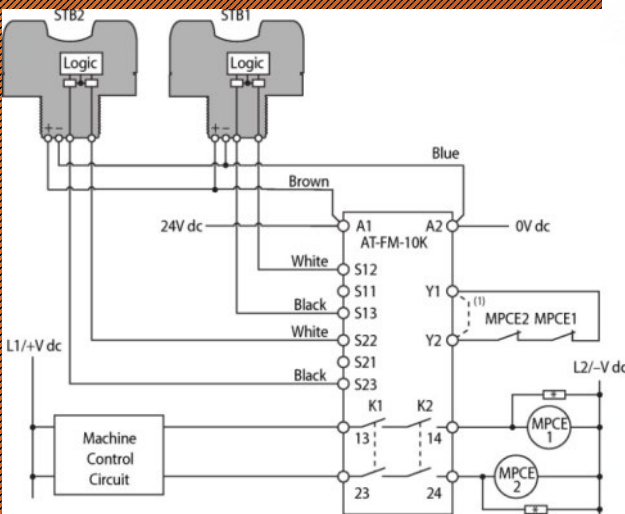 STB2 STB1
Logic Logic
+ − + −
Blue
Brown
24V dc A1 A2 0V dc
AT-FM-10K
White S12
S11 Y1 (1)
Black S13 MPCE2 MPCE1
White S22 Y2
L1/+V dc S21 L2/–V dc
Black S23
K1 K2
Machine
Control
Circuit
13 14 MPCE
1
23 24 MPCE
2